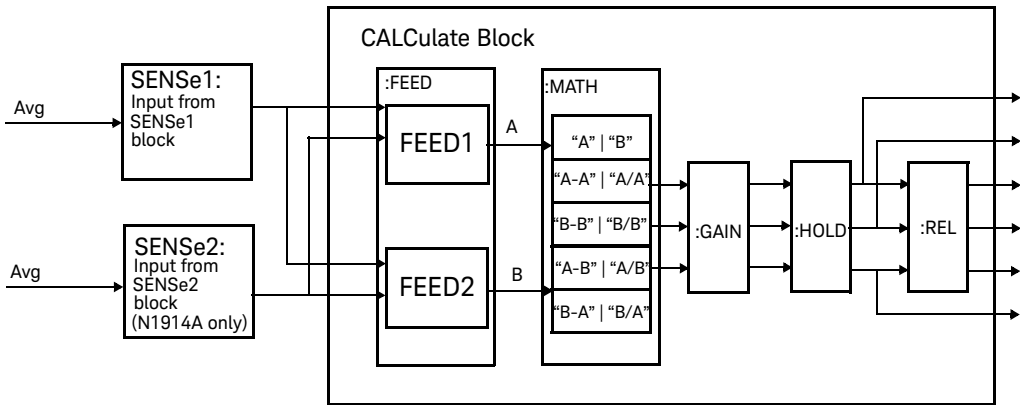 CALCulate Block
SENSe1:
Input from
SENSe1
block
Avg
:FEED
FEED1
A
:MATH
“A” | “B”
“A-A” | “A/A”
“B-B” | “B/B”
“A-B” | “A/B”
“B-A” | “B/A”
:GAIN
:HOLD
:REL
SENSe2:
Input from
SENSe2
block
(N1914A only)
Avg
FEED2
B